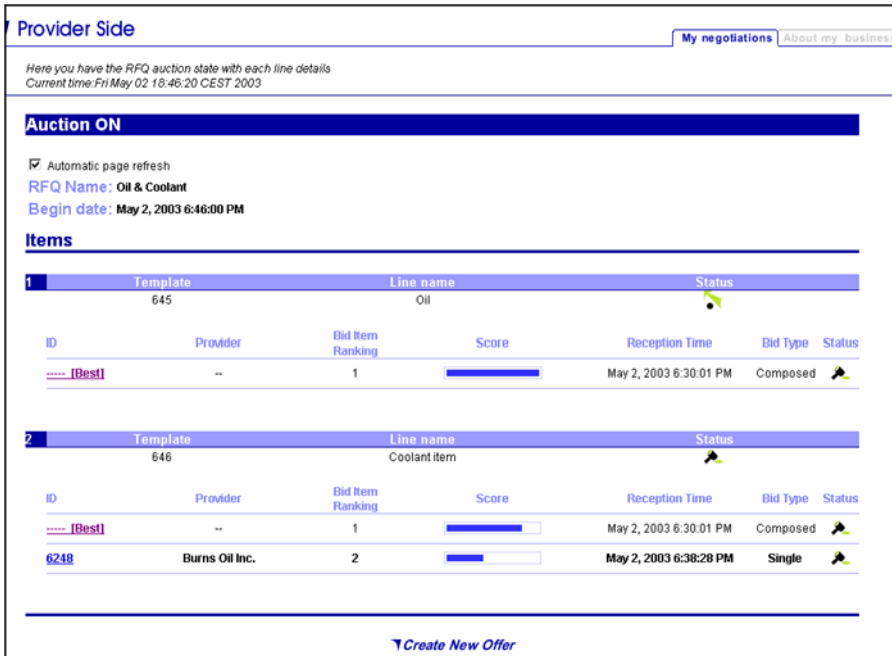 Provider Side
My negotiations About my business
Here you have the RFQ auction state with each line details
Current time:Fri May 02 18:46:20 CEST 2003
Auction ON
Automatic page refresh
RFQ Name: Oil & Coolant
Begin date: May 2, 2003 6:46:00 PM
Items
1 Template Line name Status
645 Oil
ID Provider Bid Item Ranking Score Reception Time Bid Type Status
----- [Best] -- 1 May 2, 2003 6:30:01 PM Composed
2 Template Line name Status
646 Coolant item
ID Provider Bid Item Ranking Score Reception Time Bid Type Status
----- [Best] -- 1 May 2, 2003 6:30:01 PM Composed
6248 Burns Oil Inc. 2 May 2, 2003 6:38:28 PM Single
Create New Offer